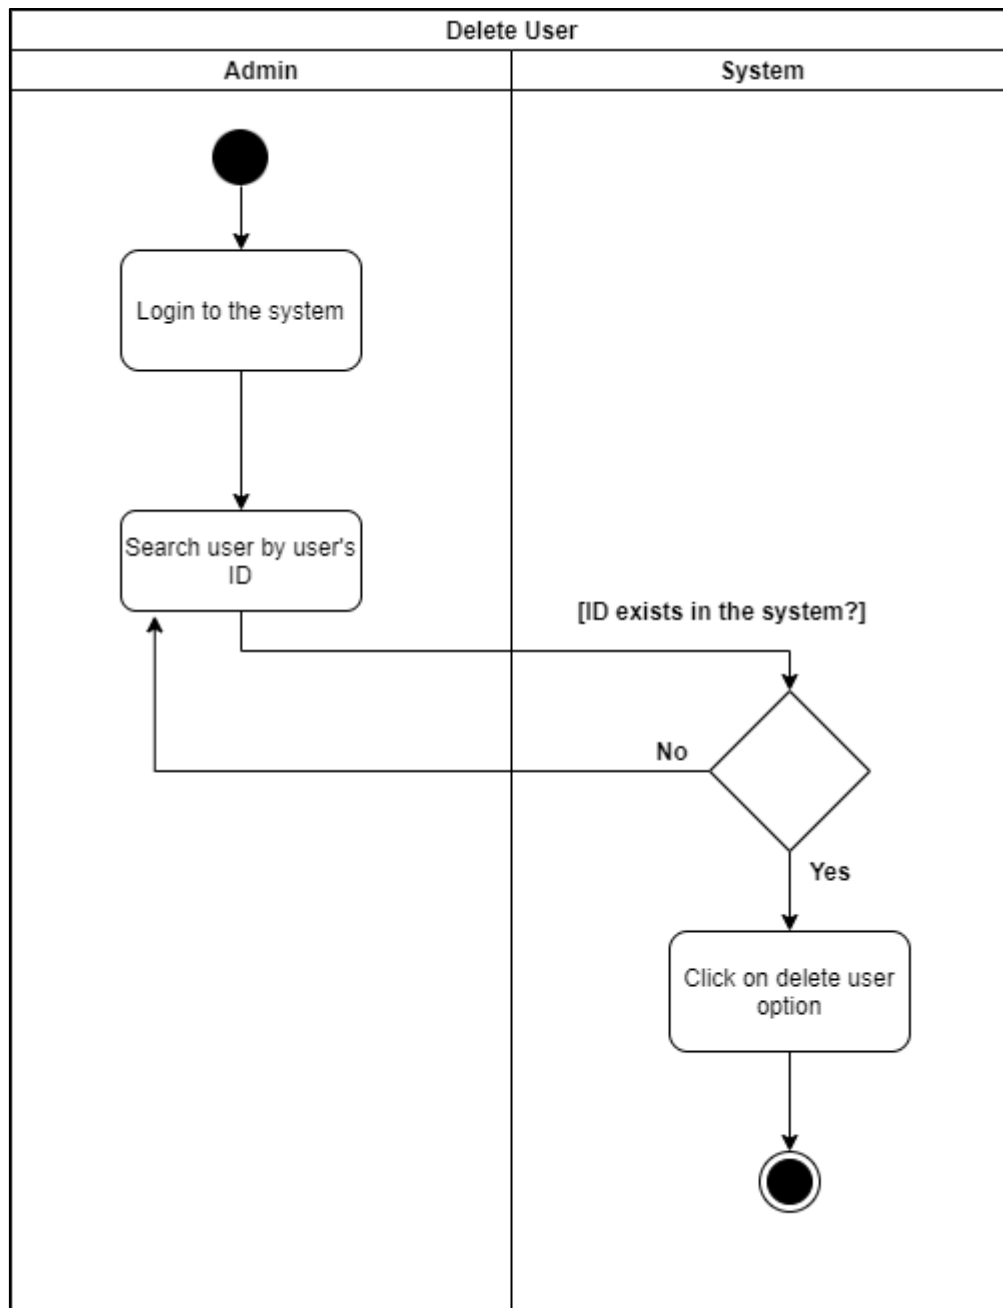 Delete User
Admin
System
Login to the system
Search user by user's
ID
[ID exists in the system?]
No
Yes
Click on delete user
option